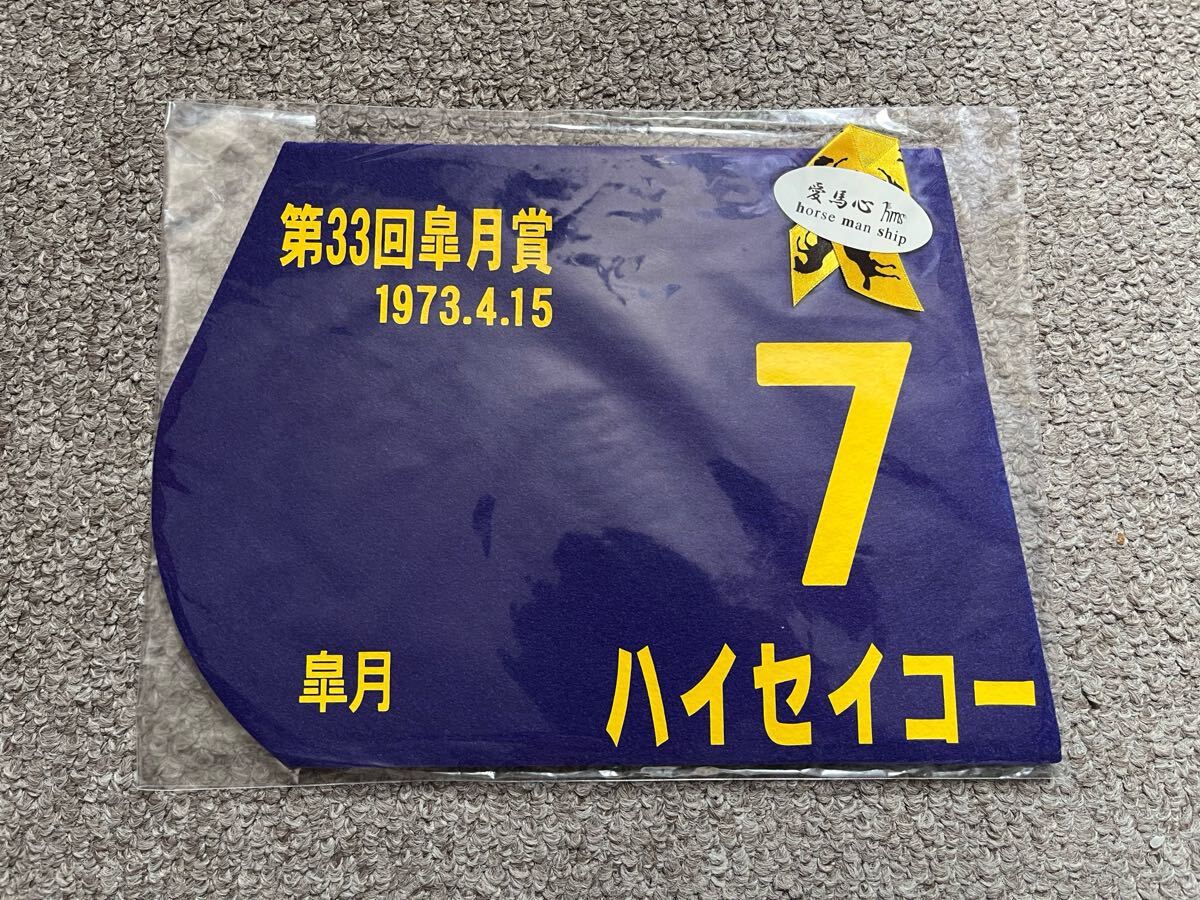 第33回皐月賞
1973.4.15
愛馬心 hms
horse man ship
7
皐月
ハイセイコー